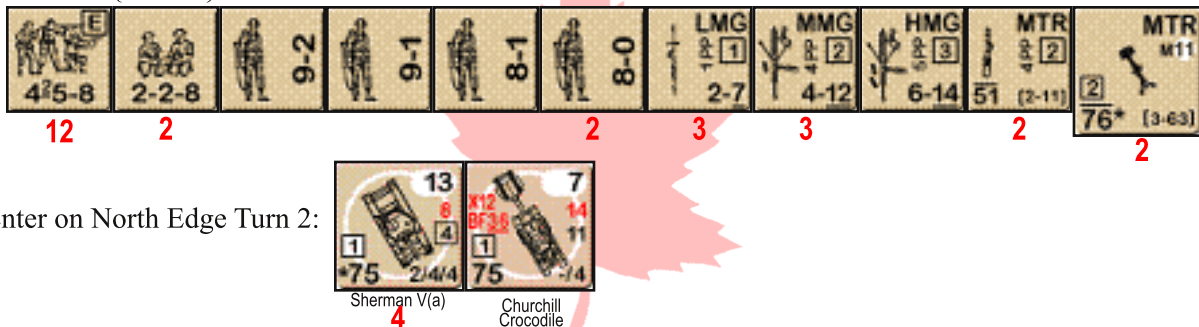 E LMG MMG HMG MTR MTR
9-2 9-1 8-1 8-0 1PP 1 4PP 2 5PP 3 4PP 2 M11
4²5-8 2-2-8 2-7 4-12 6-14 51 [2-11] 2 76* [3-63]
12 2 2 3 3 2 2
13 7
8 X12 14
4 BF36 11
1 1
nter on North Edge Turn 2:
*75 2/4/4 75 -/4
Sherman V(a) Churchill
4 Crocodile